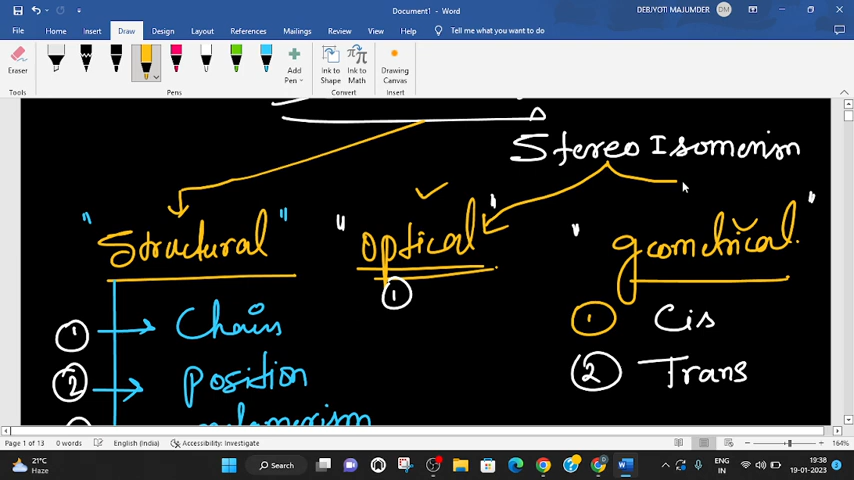 Document1 - Word
DEBJYOTI MAJUMDER DM
File Home Insert Draw Design Layout References Mailings Review View Help Tell me what you want to do
Eraser
Add Pen
Ink to Shape
Ink to Math
Drawing Canvas
Tools Pens Convert Insert
Stereo Isomerism
" Structural "
" optical "
" geometrical. "
1
1 Chain
1 Cis
2 position
2 Trans
metamerism
Page 1 of 13 0 words English (India) Accessibility: Investigate 164%
21°C
Haze
Search
ENG
IN
19:38
19-01-2023